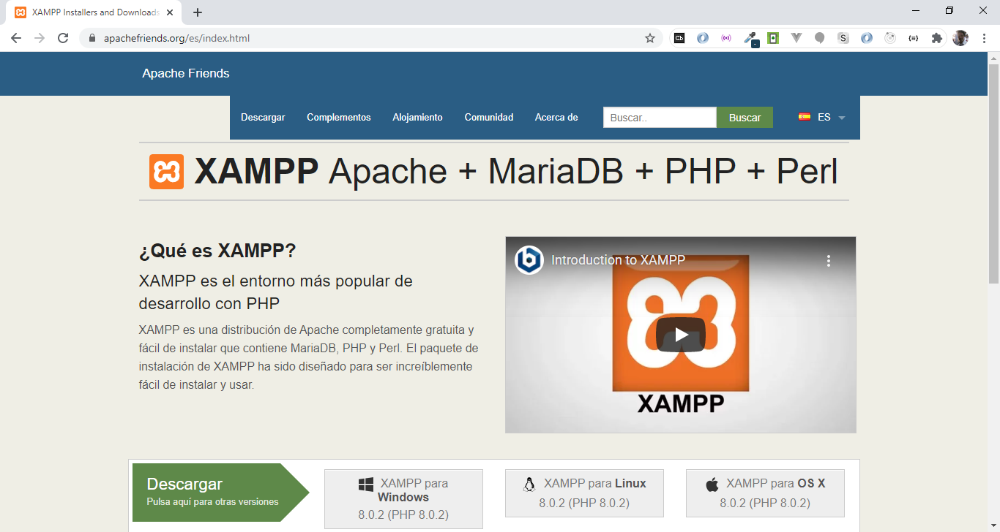 XAMPP Installers and Downloads
apachefriends.org/es/index.html
Apache Friends
Descargar Complementos Alojamiento Comunidad Acerca de Buscar.. Buscar ES
XAMPP Apache + MariaDB + PHP + Perl
¿Qué es XAMPP?
XAMPP es el entorno más popular de
desarrollo con PHP
XAMPP es una distribución de Apache completamente gratuita y
fácil de instalar que contiene MariaDB, PHP y Perl. El paquete de
instalación de XAMPP ha sido diseñado para ser increíblemente
fácil de instalar y usar.
Introduction to XAMPP
XAMPP
Descargar
Pulsa aquí para otras versiones
XAMPP para
Windows
8.0.2 (PHP 8.0.2)
XAMPP para Linux
8.0.2 (PHP 8.0.2)
XAMPP para OS X
8.0.2 (PHP 8.0.2)